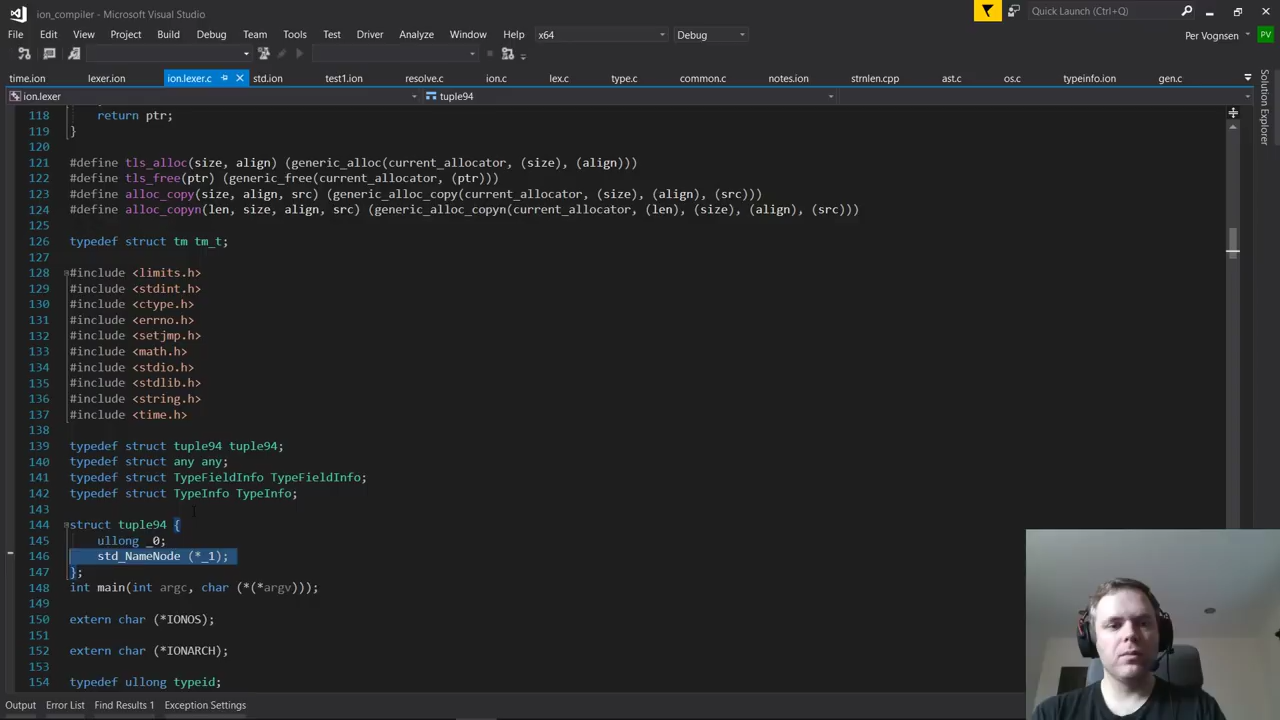 ion_compiler - Microsoft Visual Studio
Quick Launch (Ctrl+Q)
File Edit View Project Build Debug Team Tools Test Driver Analyze Window Help x64 Debug Per Vognsen PV
time.ion lexer.ion ion.lexer.c std.ion test1.ion resolve.c ion.c lex.c type.c common.c notes.ion strnlen.cpp ast.c os.c typeinfo.ion gen.c
ion.lexer tuple94
Solution Explorer
118 return ptr;
119 }
120
121 #define tls_alloc(size, align) (generic_alloc(current_allocator, (size), (align)))
122 #define tls_free(ptr) (generic_free(current_allocator, (ptr)))
123 #define alloc_copy(size, align, src) (generic_alloc_copy(current_allocator, (size), (align), (src)))
124 #define alloc_copyn(len, size, align, src) (generic_alloc_copyn(current_allocator, (len), (size), (align), (src)))
125
126 typedef struct tm tm_t;
127
128 #include <limits.h>
129 #include <stdint.h>
130 #include <ctype.h>
131 #include <errno.h>
132 #include <setjmp.h>
133 #include <math.h>
134 #include <stdio.h>
135 #include <stdlib.h>
136 #include <string.h>
137 #include <time.h>
138
139 typedef struct tuple94 tuple94;
140 typedef struct any any;
141 typedef struct TypeFieldInfo TypeFieldInfo;
142 typedef struct TypeInfo TypeInfo;
143
144 struct tuple94 {
145 ullong _0;
146 std_NameNode (*_1);
147 };
148 int main(int argc, char (*(*argv)));
149
150 extern char (*IONOS);
151
152 extern char (*IONARCH);
153
154 typedef ullong typeid;
Output Error List Find Results 1 Exception Settings